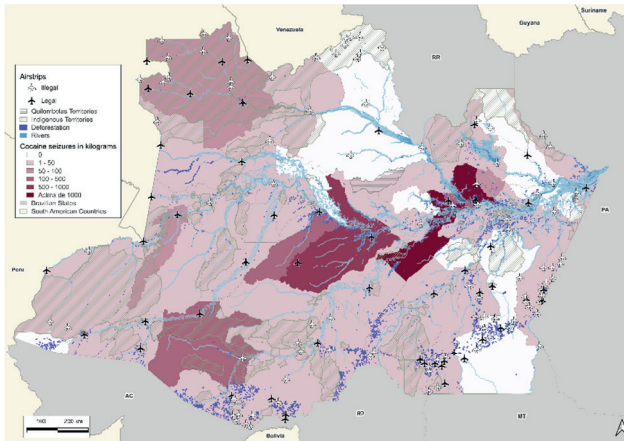 Suriname
Guyana
Venezuela
RR
Airstrips
Illegal
Legal
Quilombolas Territories
Indigenous Territories
Deforestation
Rivers
Cocaine seizures in kilograms
0
1 - 50
50 - 100
100 - 500
500 - 1000
Acima de 1000
Brazilian States
South American Countries
PA
Peru
AC
RO
MT
Bolivia
200 km